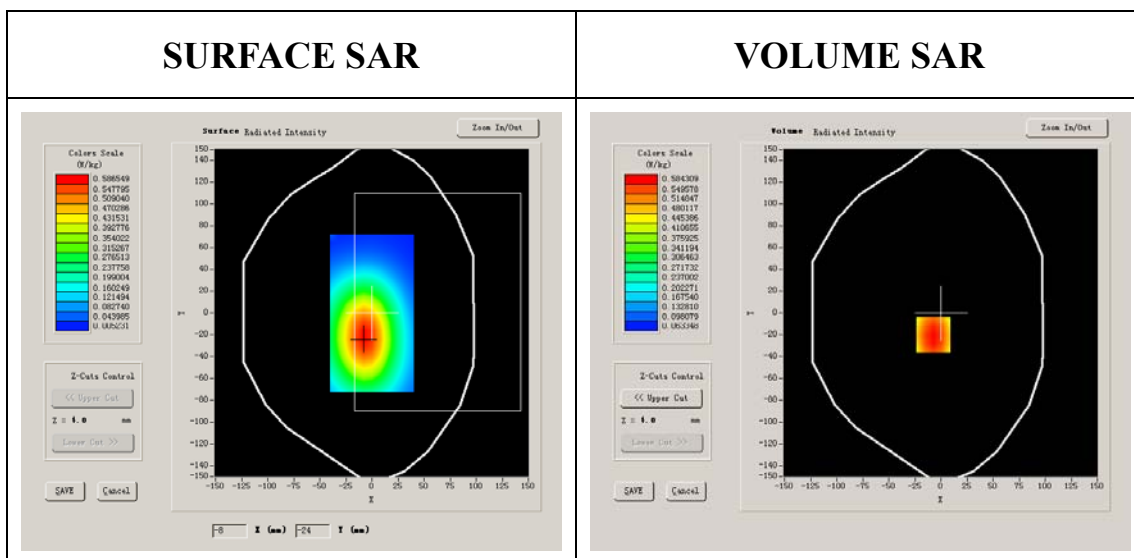 SURFACE SAR
VOLUME SAR
Surface Radiated Intensity
Zoom In/Out
Colors Scale
(W/kg)
0.586549
0.547795
0.509040
0.470286
0.431531
0.392776
0.354022
0.315267
0.276513
0.237758
0.199004
0.160249
0.121494
0.082740
0.043985
0.005231
150
120
100
80
60
40
20
0
-20
-40
-60
-80
-100
-120
-140
-150
Y
-150 -125 -100 -75 -50 -25 0 25 50 75 100 125 150
X
Z-Cuts Control
<< Upper Cut
Z = 4.0 mm
Lower Cut >>
SAVE
Cancel
-8 X (mm) -24 Y (mm)
Volume Radiated Intensity
Zoom In/Out
Colors Scale
(W/kg)
0.584309
0.549578
0.514847
0.480117
0.445386
0.410655
0.375925
0.341194
0.306463
0.271732
0.237002
0.202271
0.167540
0.132810
0.098079
0.063348
150
120
100
80
60
40
20
0
-20
-40
-60
-80
-100
-120
-140
-150
Y
-150 -125 -100 -75 -50 -25 0 25 50 75 100 125 150
X
Z-Cuts Control
<< Upper Cut
Z = 4.0 mm
Lower Cut >>
SAVE
Cancel